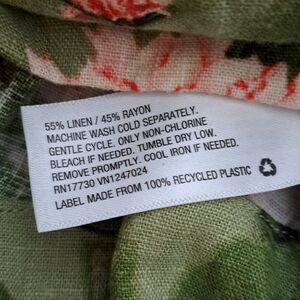 55% LINEN / 45% RAYON
MACHINE WASH COLD SEPARATELY.
GENTLE CYCLE. ONLY NON-CHLORINE
BLEACH IF NEEDED. TUMBLE DRY LOW.
REMOVE PROMPTLY. COOL IRON IF NEEDED.
RN17730 VN1247024
LABEL MADE FROM 100% RECYCLED PLASTIC